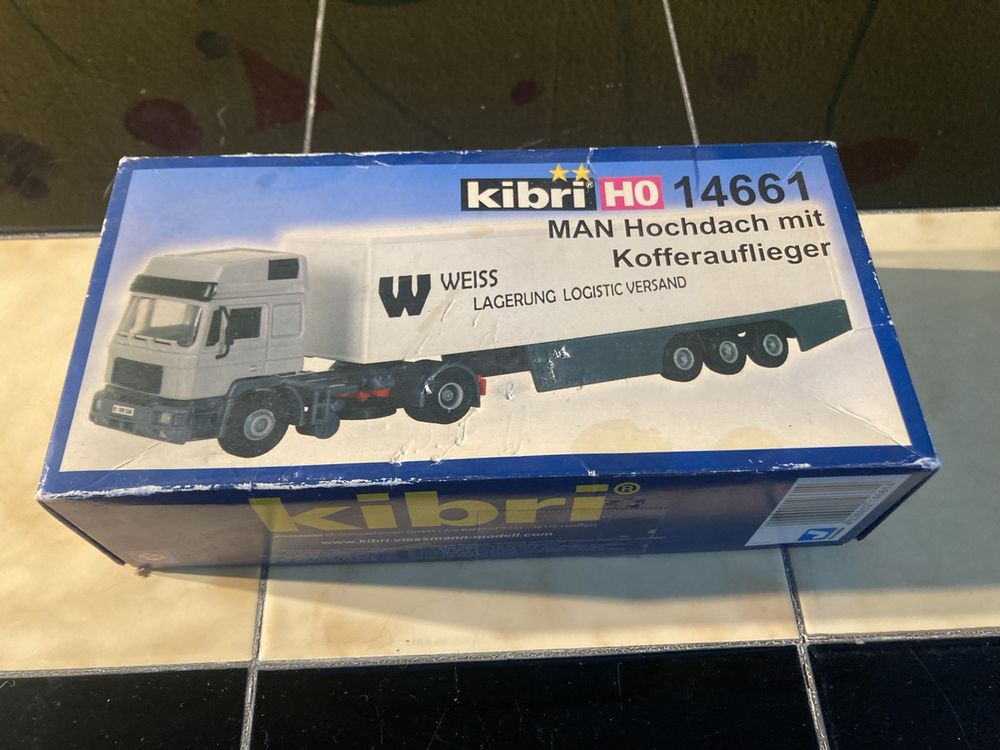 kibri® H0 14661
MAN Hochdach mit
Kofferauflieger
W WEISS
LAGERUNG LOGISTIC VERSAND
kibri®
www.kibri.viessmann-modell.com